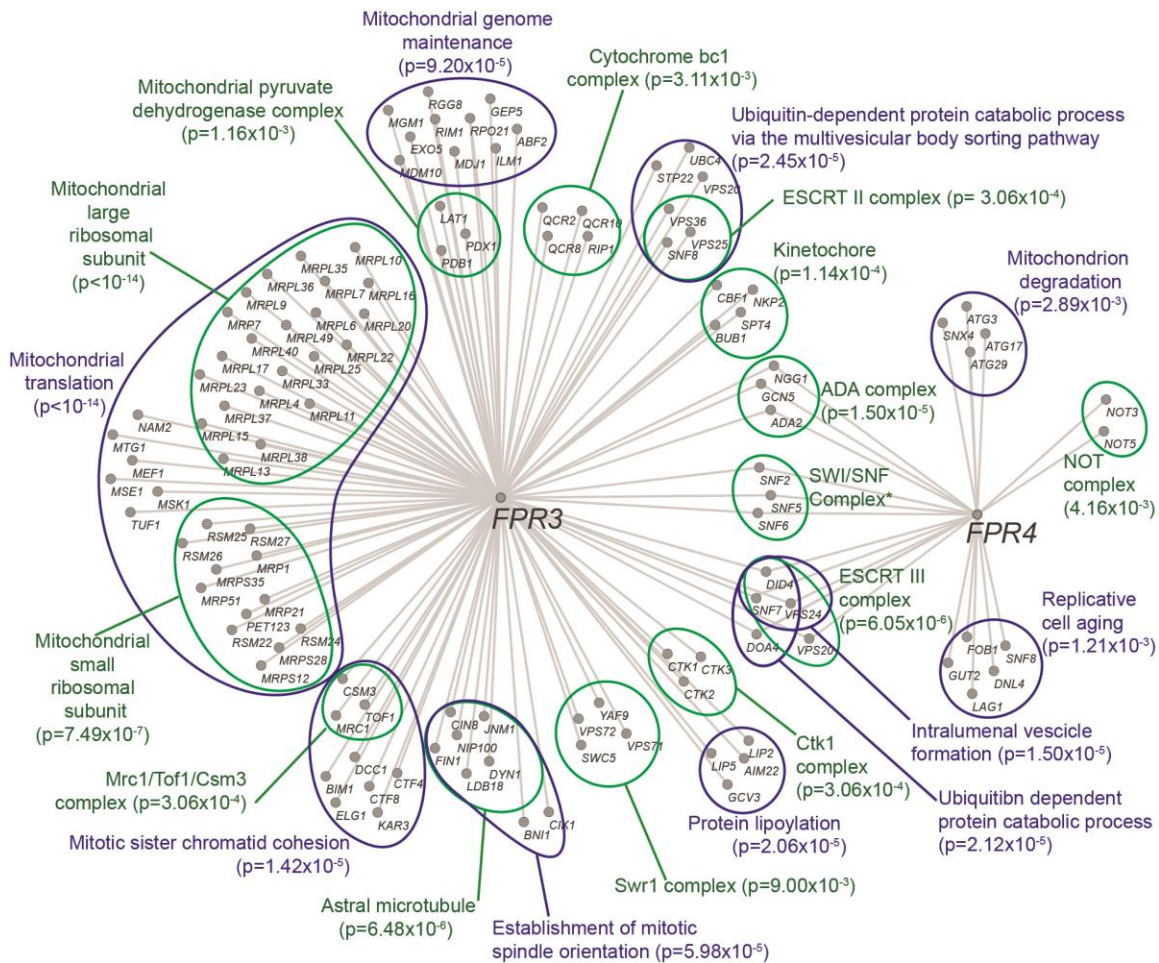 Mitochondrial genome
maintenance
(p=9.20x10-5)
Cytochrome bc1
complex (p=3.11x10-3)
Mitochondrial pyruvate
dehydrogenase complex
(p=1.16x10-3)
Ubiquitin-dependent protein catabolic process
via the multivesicular body sorting pathway
(p=2.45x10-5)
ESCRT II complex (p= 3.06x10-4)
Mitochondrial
large
ribosomal
subunit
(p<10-14)
Kinetochore
(p=1.14x10-4)
Mitochondrion
degradation
(p=2.89x10-3)
Mitochondrial
translation
(p<10-14)
ADA complex
(p=1.50x10-5)
SWI/SNF
Complex*
NOT
complex
(4.16x10-3)
FPR3
FPR4
ESCRT III
complex
(p=6.05x10-6)
Replicative
cell aging
(p=1.21x10-3)
Mitochondrial
small
ribosomal
subunit
(p=7.49x10-7)
Mrc1/Tof1/Csm3
complex (p=3.06x10-4)
Mitotic sister chromatid cohesion
(p=1.42x10-5)
Astral microtubule
(p=6.48x10-6)
Establishment of mitotic
spindle orientation (p=5.98x10-5)
Swr1 complex (p=9.00x10-3)
Protein lipoylation
(p=2.06x10-5)
Ctk1
complex
(p=3.06x10-4)
Intralumenal vescicle
formation (p=1.50x10-5)
Ubiquitibn dependent
protein catabolic process
(p=2.12x10-5)
RGG8
GEP5
MGM1
RIM1
RPO21
ABF2
EXO5
MDJ1
ILM1
MDM10
LAT1
PDX1
PDB1
QCR2
QCR10
QCR8
RIP1
UBC4
STP22
VPS20
VPS36
VPS25
SNF8
CBF1
NKP2
SPT4
BUB1
ATG3
SNX4
ATG17
ATG29
NGG1
GCN5
ADA2
NOT3
NOT5
SNF2
SNF5
SNF6
DID4
SNF7
VPS24
DOA4
VPS20
FOB1
SNF8
GUT2
DNL4
LAG1
MRPL10
MRPL35
MRPL36
MRPL7
MRPL16
MRPL9
MRP7
MRPL6
MRPL20
MRPL49
MRPL40
MRPL22
MRPL17
MRPL25
MRPL23
MRPL33
MRPL4
MRPL11
MRPL37
MRPL15
MRPL38
MRPL13
NAM2
MTG1
MEF1
MSE1
MSK1
TUF1
RSM25
RSM27
RSM26
MRP1
MRPS35
MRP51
MRP21
PET123
RSM22
RSM24
MRPS28
MRPS12
CSM3
TOF1
MRC1
DCC1
BIM1
CTF4
CTF8
ELG1
KAR3
CIN8
JNM1
NIP100
FIN1
DYN1
LDB18
CIK1
BNI1
YAF9
VPS72
VPS71
SWC5
CTK1
CTK3
CTK2
LIP2
LIP5
AIM22
GCV3